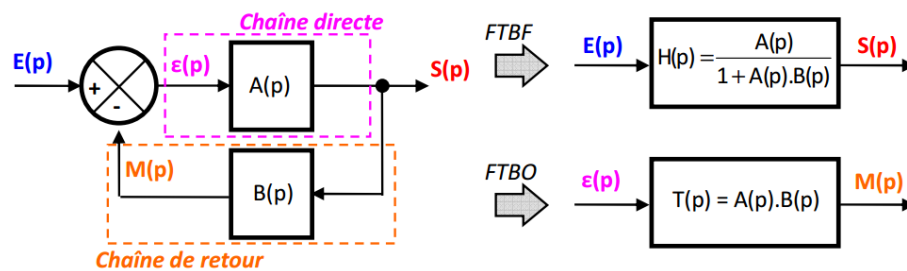 Chaîne directe
E(p)
+
-
ε(p)
A(p)
S(p)
M(p)
B(p)
Chaîne de retour
FTBF
E(p)
H(p) = A(p) / 1 + A(p).B(p)
S(p)
FTBO
ε(p)
T(p) = A(p).B(p)
M(p)